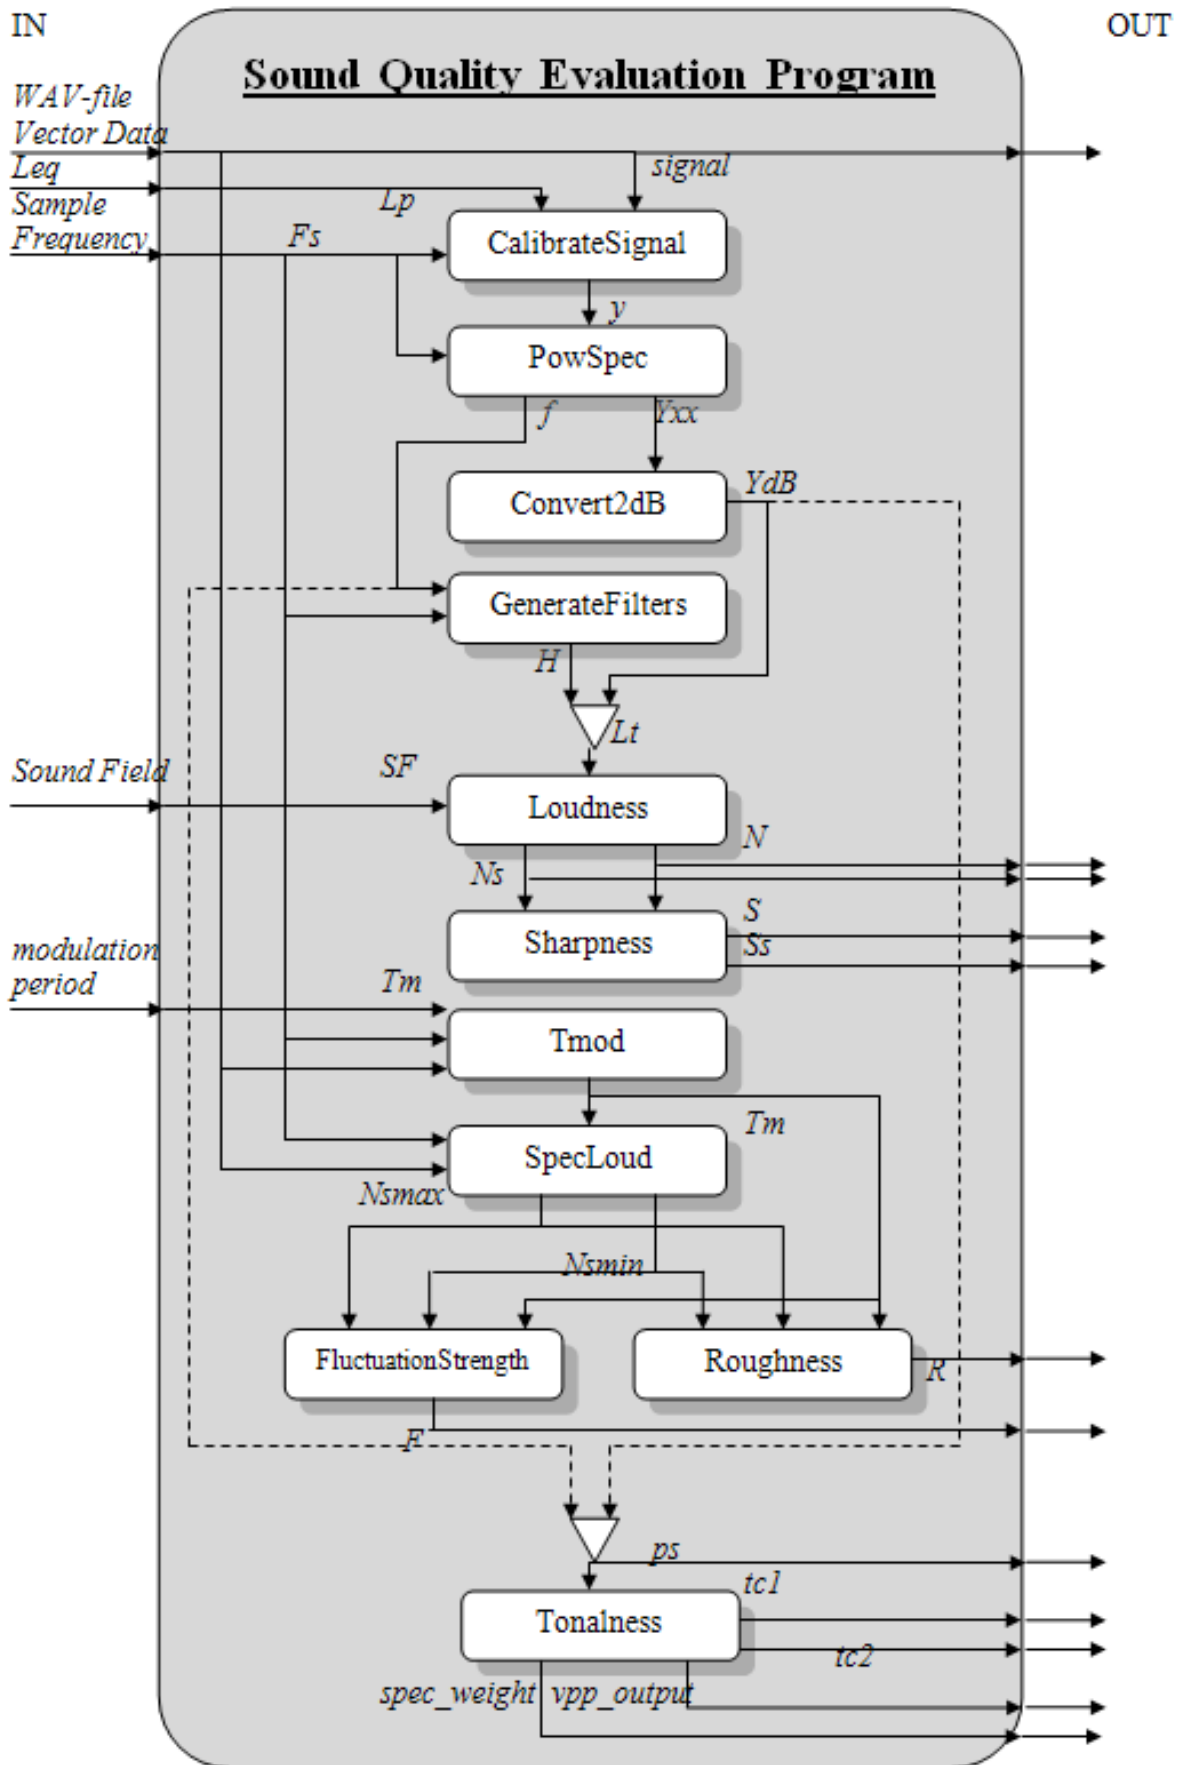 IN
OUT
Sound Quality Evaluation Program
WAV-file
Vector Data
signal
Leq
Lp
Sample
Frequency
Fs
CalibrateSignal
y
PowSpec
f
Yxx
Convert2dB
YdB
GenerateFilters
H
Lt
Sound Field
SF
Loudness
N
Ns
Sharpness
S
Ss
modulation
period
Tm
Tmod
Tm
SpecLoud
Nsmax
Nsmin
FluctuationStrength
Roughness
R
F
ps
tc1
Tonalness
tc2
spec_weight
vpp_output